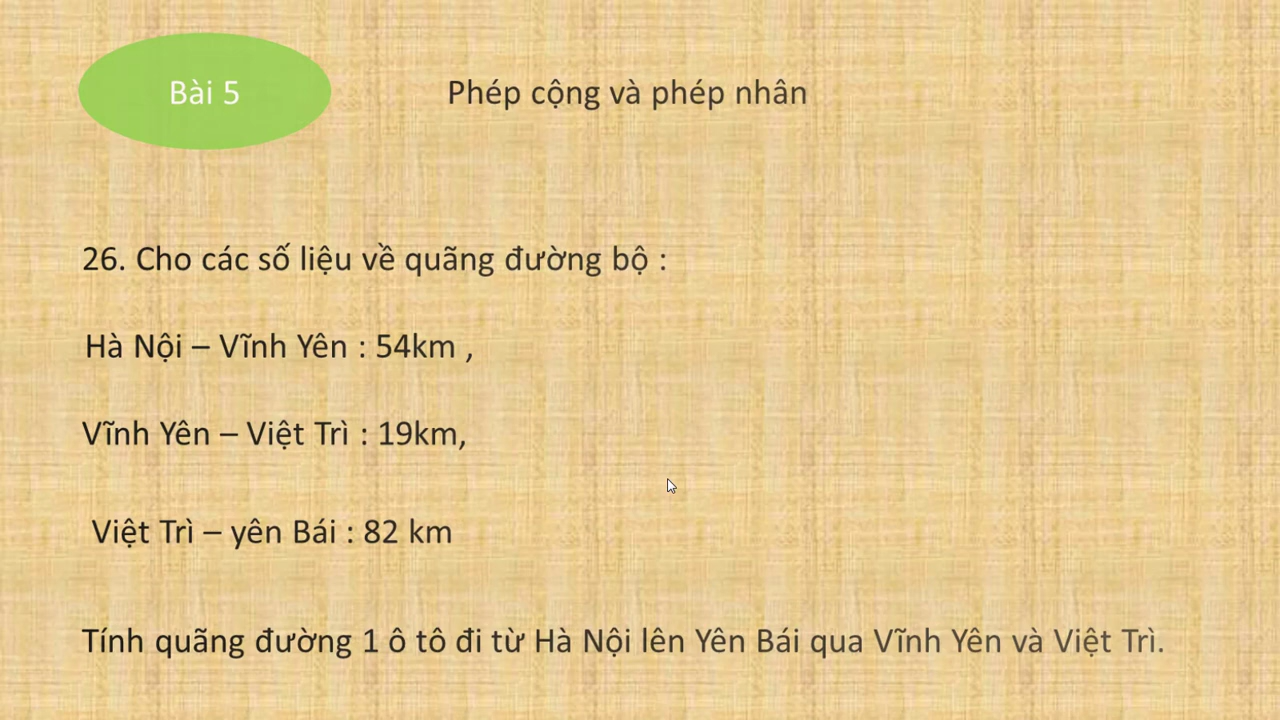 Bài 5
Phép cộng và phép nhân
26. Cho các số liệu về quãng đường bộ :
Hà Nội – Vĩnh Yên : 54km ,
Vĩnh Yên – Việt Trì : 19km,
Việt Trì – yên Bái : 82 km
Tính quãng đường 1 ô tô đi từ Hà Nội lên Yên Bái qua Vĩnh Yên và Việt Trì.